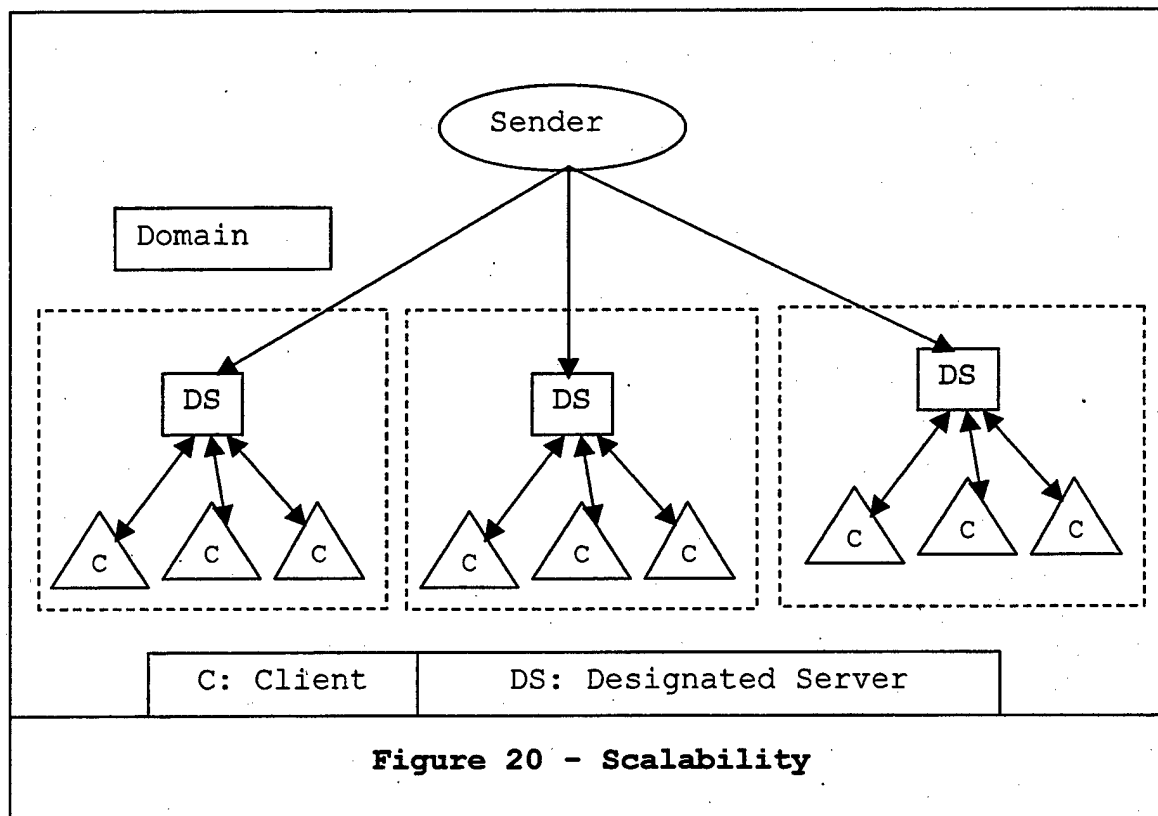 Sender
Domain
DS
DS
DS
C
C
C
C
C
C
C
C
C
C: Client
DS: Designated Server
Figure 20 - Scalability